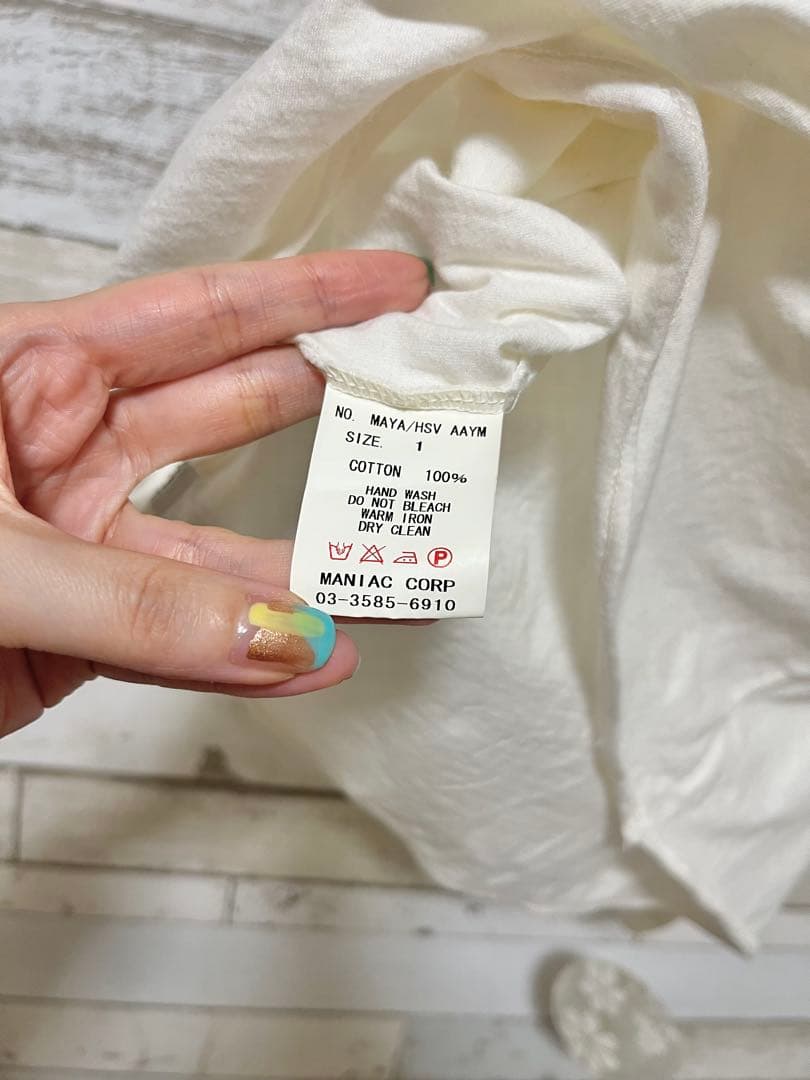 NO. MAYA/HSV AAYM
SIZE. 1
COTTON 100%
HAND WASH
DO NOT BLEACH
WARM IRON
DRY CLEAN
P
MANIAC CORP
03-3585-6910